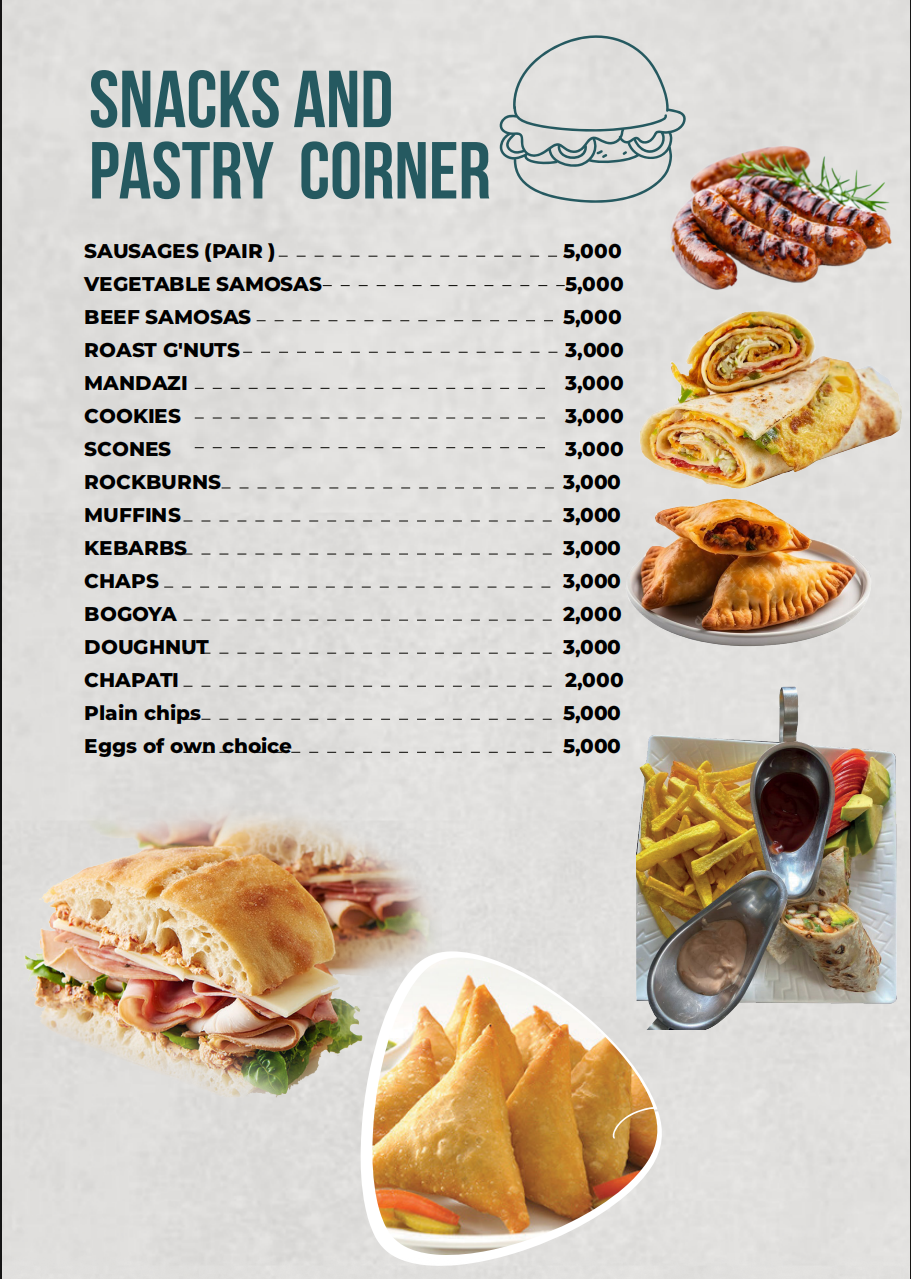 SNACKS AND
PASTRY CORNER
SAUSAGES (PAIR ) 5,000
VEGETABLE SAMOSAS 5,000
BEEF SAMOSAS 5,000
ROAST G'NUTS 3,000
MANDAZI 3,000
COOKIES 3,000
SCONES 3,000
ROCKBURNS 3,000
MUFFINS 3,000
KEBARBS 3,000
CHAPS 3,000
BOGOYA 2,000
DOUGHNUT 3,000
CHAPATI 2,000
Plain chips 5,000
Eggs of own choice 5,000